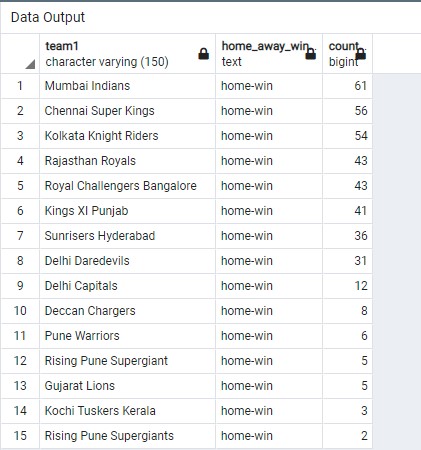 Data Output
team1 home_away_win count
character varying (150) text bigint
1 Mumbai Indians home-win 61
2 Chennai Super Kings home-win 56
3 Kolkata Knight Riders home-win 54
4 Rajasthan Royals home-win 43
5 Royal Challengers Bangalore home-win 43
6 Kings XI Punjab home-win 41
7 Sunrisers Hyderabad home-win 36
8 Delhi Daredevils home-win 31
9 Delhi Capitals home-win 12
10 Deccan Chargers home-win 8
11 Pune Warriors home-win 6
12 Rising Pune Supergiant home-win 5
13 Gujarat Lions home-win 5
14 Kochi Tuskers Kerala home-win 3
15 Rising Pune Supergiants home-win 2